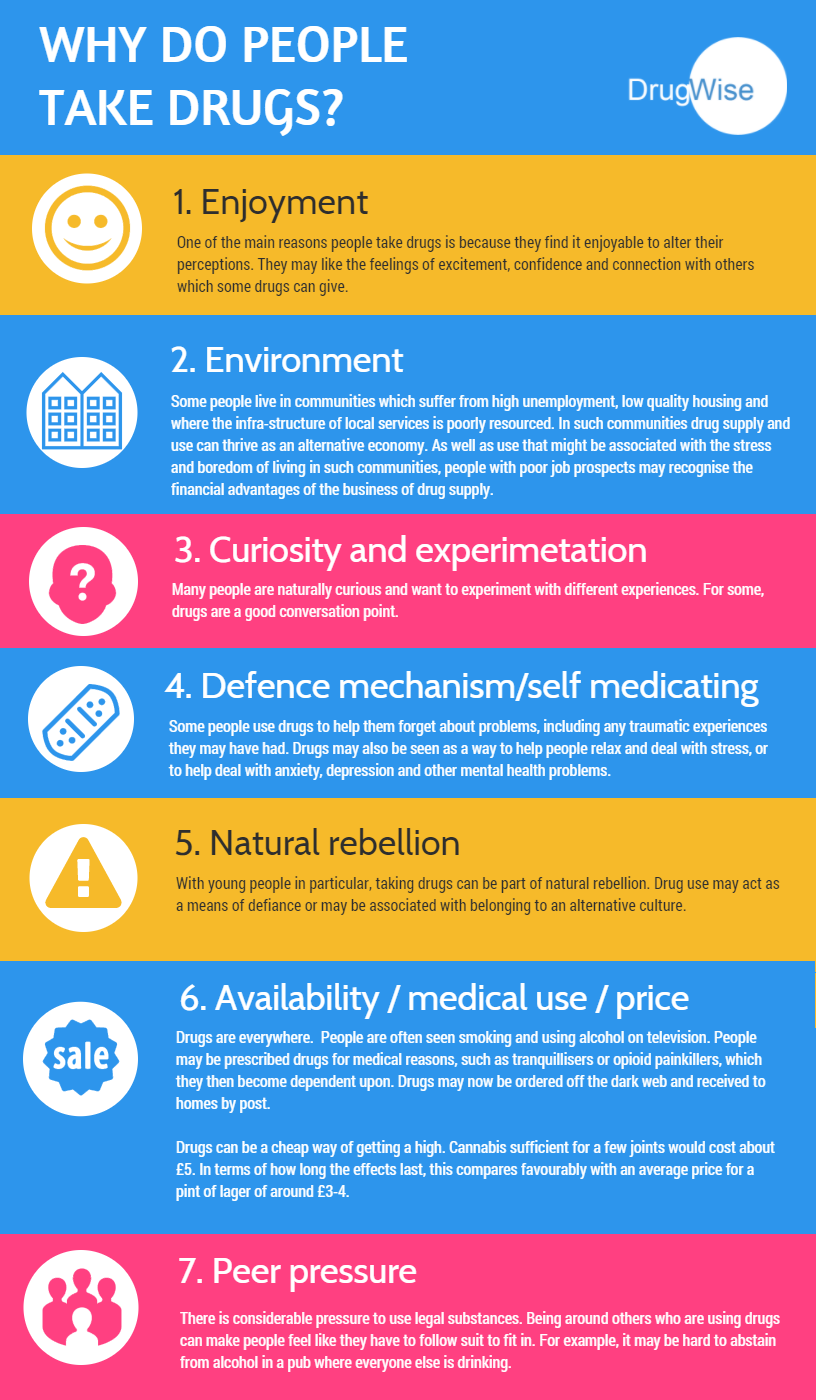 WHY DO PEOPLE
TAKE DRUGS?
DrugWise
1. Enjoyment
One of the main reasons people take drugs is because they find it enjoyable to alter their
perceptions. They may like the feelings of excitement, confidence and connection with others
which some drugs can give.
2. Environment
Some people live in communities which suffer from high unemployment, low quality housing and
where the infra-structure of local services is poorly resourced. In such communities drug supply and
use can thrive as an alternative economy. As well as use that might be associated with the stress
and boredom of living in such communities, people with poor job prospects may recognise the
financial advantages of the business of drug supply.
?
3. Curiosity and experimetation
Many people are naturally curious and want to experiment with different experiences. For some,
drugs are a good conversation point.
4. Defence mechanism/self medicating
Some people use drugs to help them forget about problems, including any traumatic experiences
they may have had. Drugs may also be seen as a way to help people relax and deal with stress, or
to help deal with anxiety, depression and other mental health problems.
!
5. Natural rebellion
With young people in particular, taking drugs can be part of natural rebellion. Drug use may act as
a means of defiance or may be associated with belonging to an alternative culture.
6. Availability / medical use / price
sale
Drugs are everywhere.  People are often seen smoking and using alcohol on television. People
may be prescribed drugs for medical reasons, such as tranquillisers or opioid painkillers, which
they then become dependent upon. Drugs may now be ordered off the dark web and received to
homes by post.
Drugs can be a cheap way of getting a high. Cannabis sufficient for a few joints would cost about
£5. In terms of how long the effects last, this compares favourably with an average price for a
pint of lager of around £3-4.
7. Peer pressure
There is considerable pressure to use legal substances. Being around others who are using drugs
can make people feel like they have to follow suit to fit in. For example, it may be hard to abstain
from alcohol in a pub where everyone else is drinking.